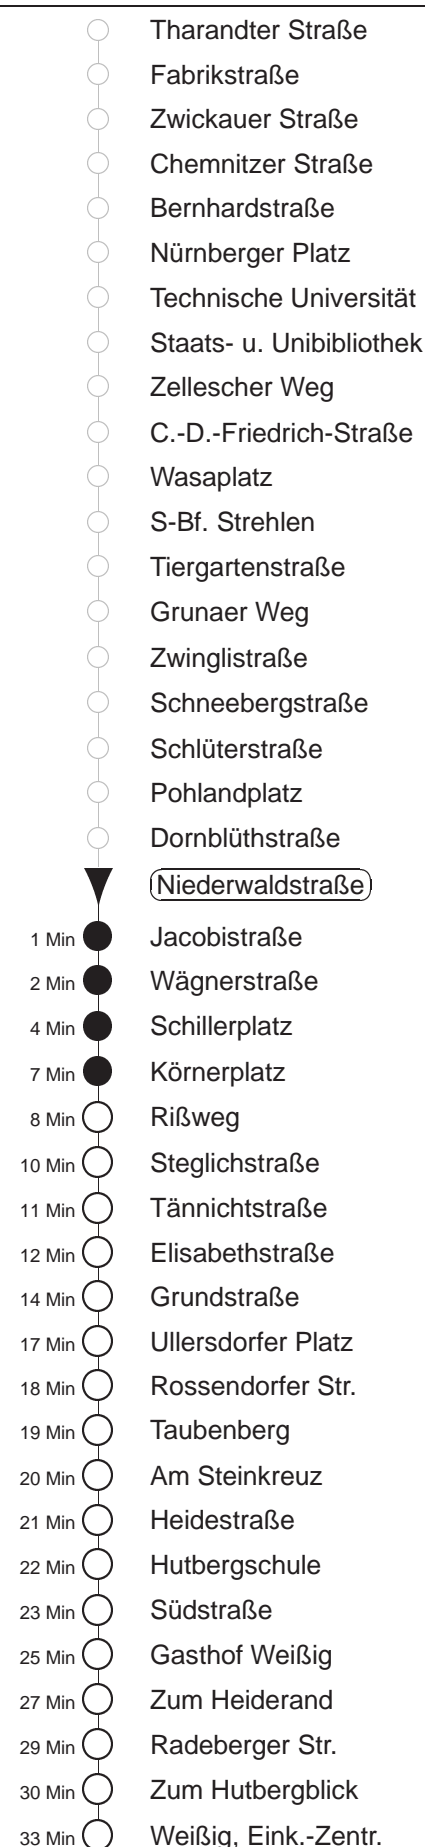 Tharandter Straße
Fabrikstraße
Zwickauer Straße
Chemnitzer Straße
Bernhardstraße
Nürnberger Platz
Technische Universität
Staats- u. Unibibliothek
Zellescher Weg
C.-D.-Friedrich-Straße
Wasaplatz
S-Bf. Strehlen
Tiergartenstraße
Grunaer Weg
Zwinglistraße
Schneebergstraße
Schlüterstraße
Pohlandplatz
Dornblüthstraße
Niederwaldstraße
1 Min Jacobistraße
2 Min Wägnerstraße
4 Min Schillerplatz
7 Min Körnerplatz
8 Min Rißweg
10 Min Steglichstraße
11 Min Tännichtstraße
12 Min Elisabethstraße
14 Min Grundstraße
17 Min Ullersdorfer Platz
18 Min Rossendorfer Str.
19 Min Taubenberg
20 Min Am Steinkreuz
21 Min Heidestraße
22 Min Hutbergschule
23 Min Südstraße
25 Min Gasthof Weißig
27 Min Zum Heiderand
29 Min Radeberger Str.
30 Min Zum Hutbergblick
33 Min Weißig, Eink.-Zentr.